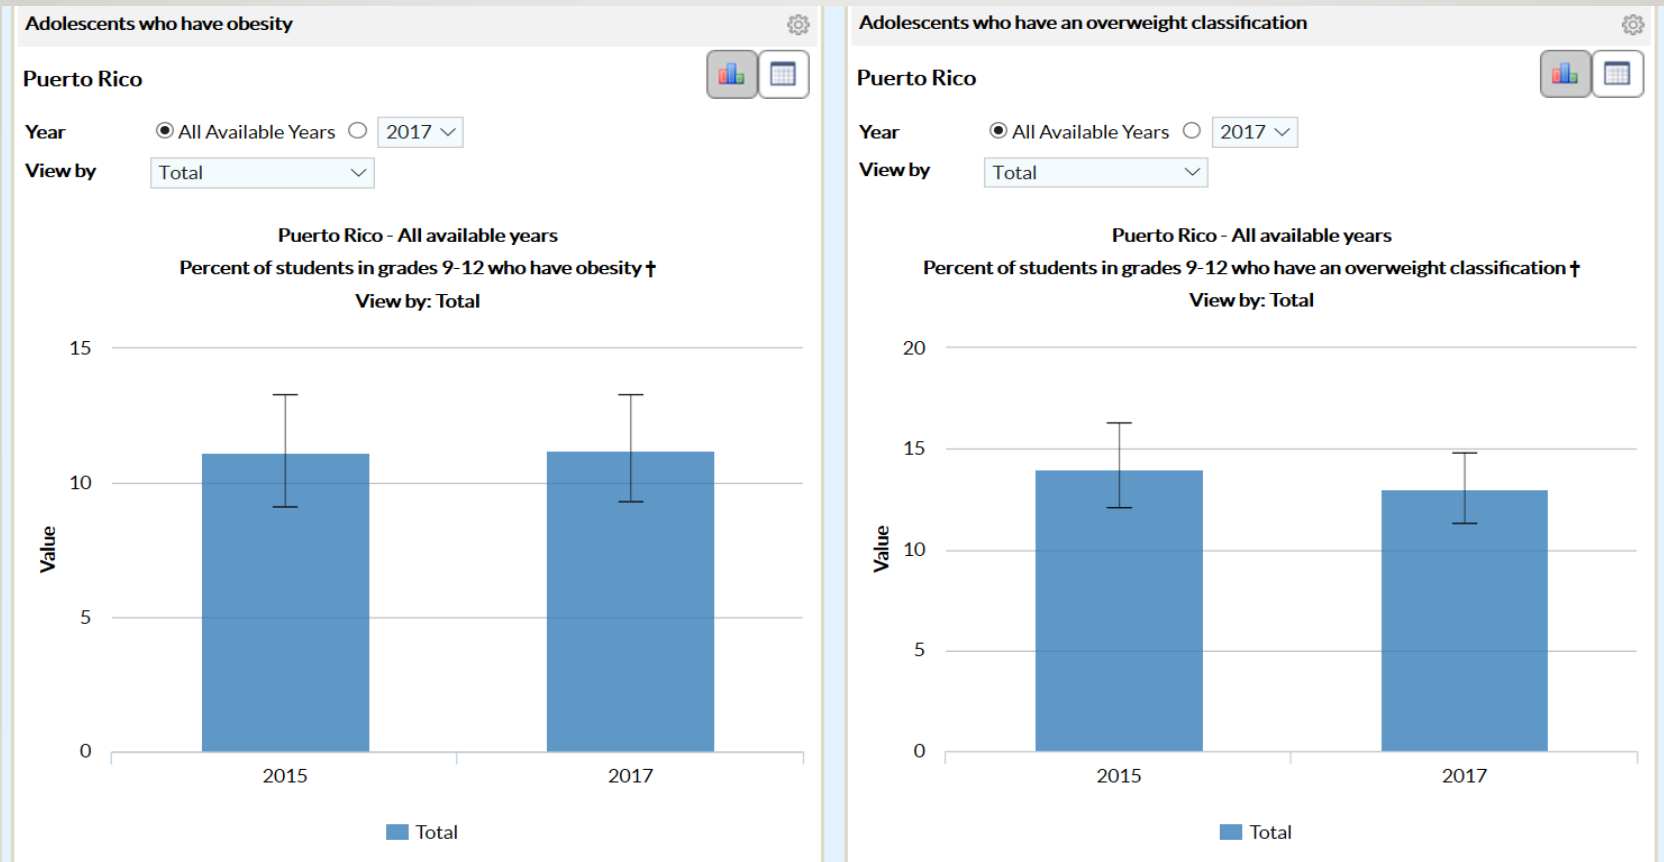 Adolescents who have obesity
Puerto Rico
Year All Available Years 2017
View by Total
Puerto Rico - All available years
Percent of students in grades 9-12 who have obesity †
View by: Total
15
10
5
0
Value
2015 2017
Total
Adolescents who have an overweight classification
Puerto Rico
Year All Available Years 2017
View by Total
Puerto Rico - All available years
Percent of students in grades 9-12 who have an overweight classification †
View by: Total
20
15
10
5
0
Value
2015 2017
Total